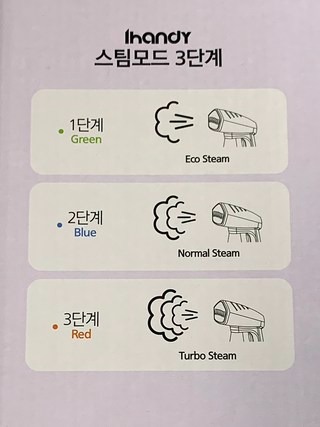 Ihandy
스팀모드 3단계
1단계
Green
Eco Steam
2단계
Blue
Normal Steam
3단계
Red
Turbo Steam